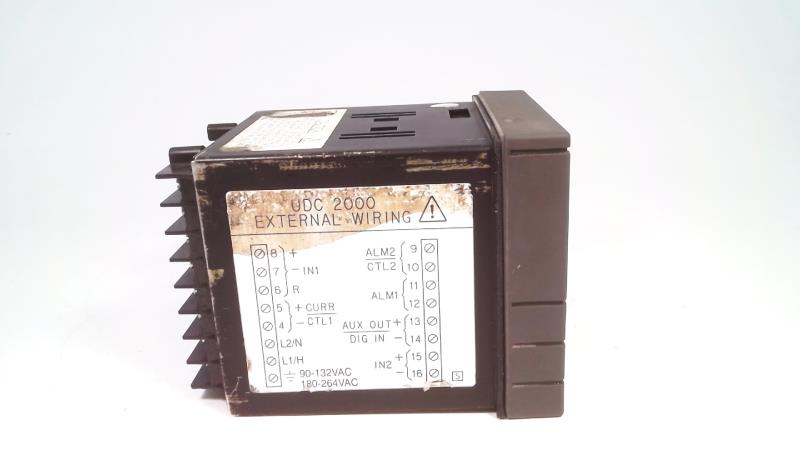 UDC 2000
EXTERNAL WIRING
8 +
7 - IN1
6 R
5 + CURR
4 - CTL1
L2/N
L1/H
90-132VAC
180-264VAC
ALM2 9
CTL2 10
ALM1 11
12
AUX OUT + 13
DIG IN - 14
+ 15
IN2
- 16
S